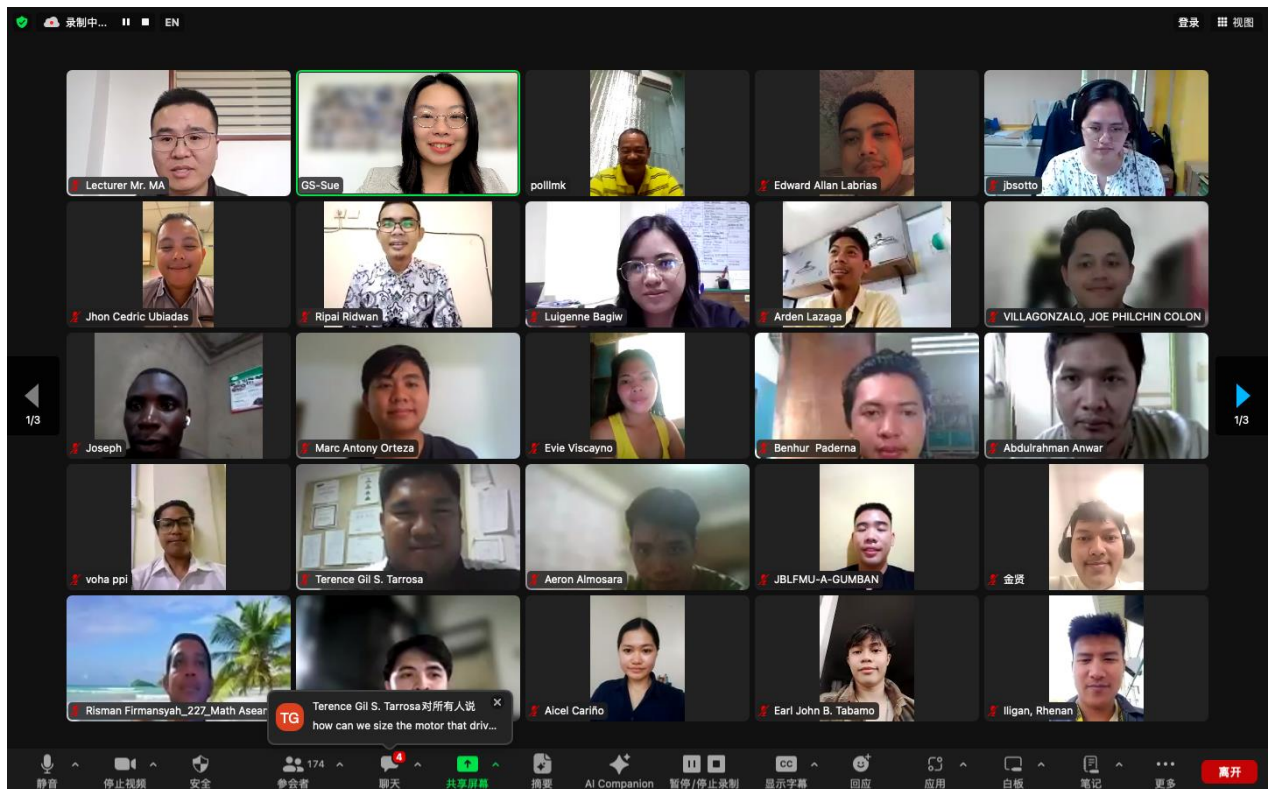 录制中...
EN
登录
视图
Lecturer Mr. MA
GS-Sue
polllmk
Edward Allan Labrias
jbsotto
Jhon Cedric Ubiadas
Ripai Ridwan
Luigenne Bagiw
Arden Lazaga
VILLAGONZALO, JOE PHILCHIN COLON
1/3
Joseph
Marc Antony Orteza
Evie Viscayno
Benhur Paderna
Abdulrahman Anwar
1/3
voha ppi
Terence Gil S. Tarrosa
Aeron Almosara
JBLFMU-A-GUMBAN
金贤
Risman Firmansyah_227_Math Asean
TG
Terence Gil S. Tarrosa对所有人说
how can we size the motor that driv...
Aicel Cariño
Earl John B. Tabamo
Iligan, Rhenan
静音
停止视频
安全
174
参会者
4
聊天
共享屏幕
摘要
AI Companion
暂停/停止录制
CC
显示字幕
回应
应用
白板
笔记
更多
离开